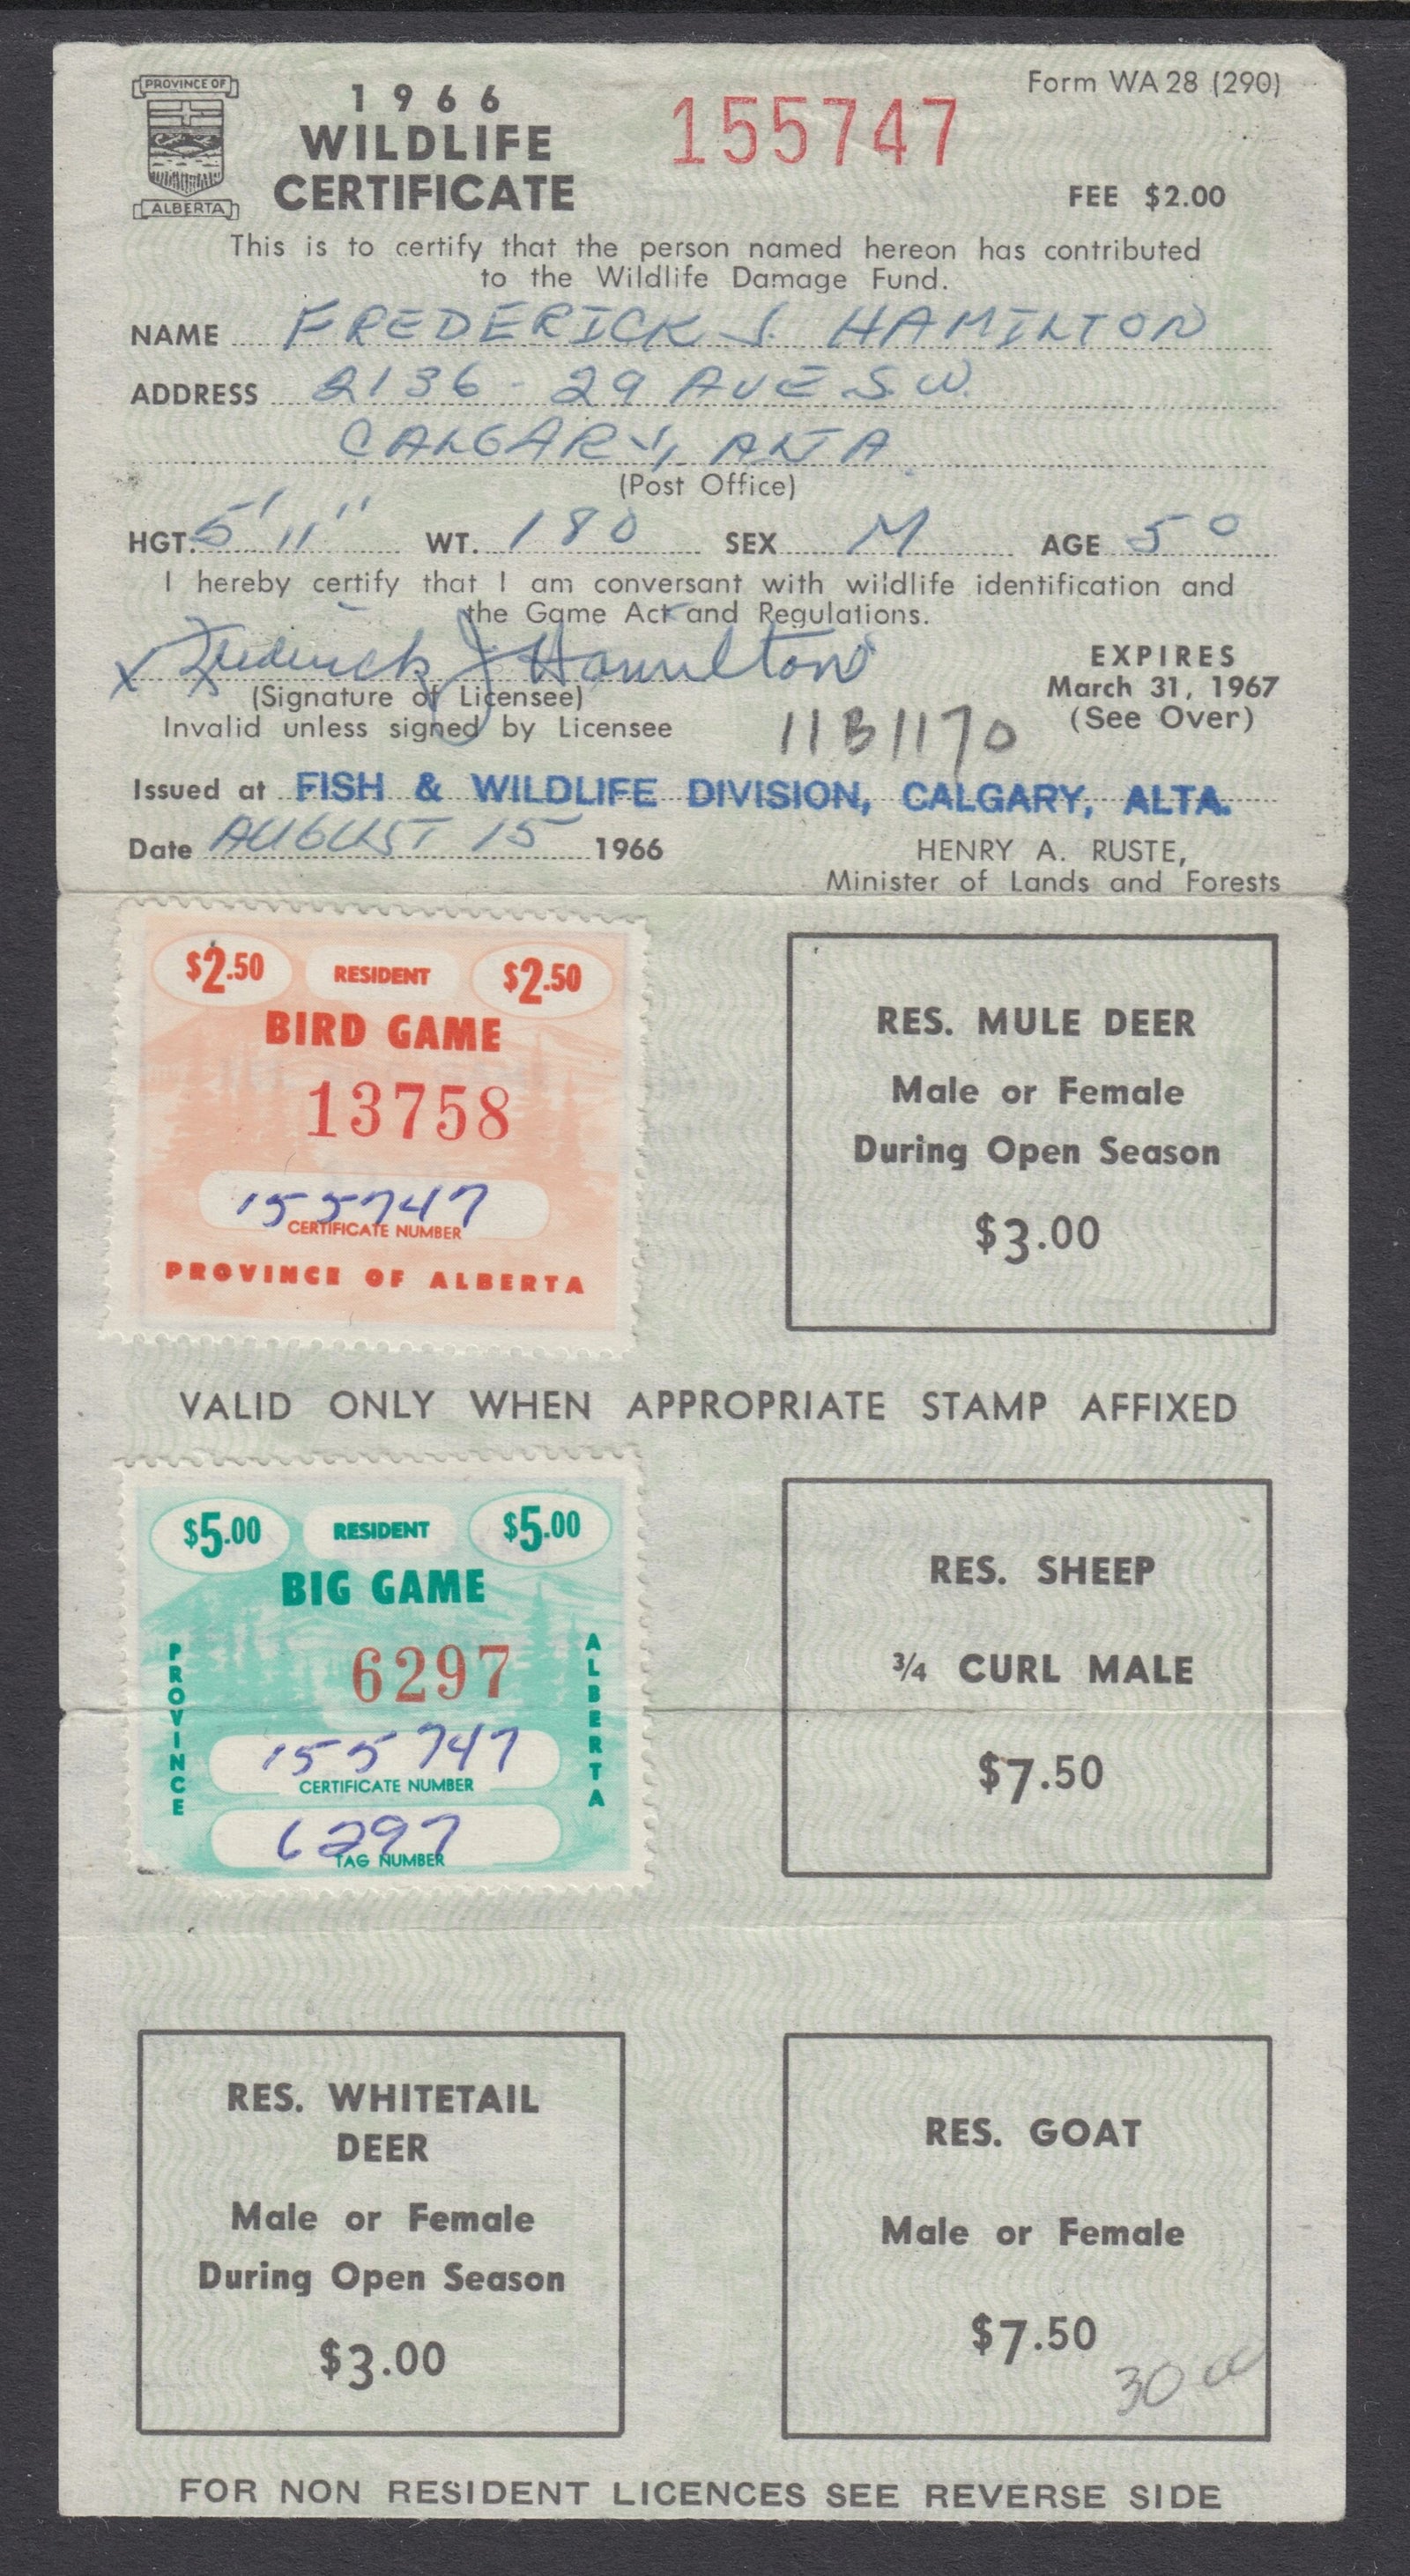 PROVINCE OF
ALBERTA
1966
WILDLIFE
CERTIFICATE
155747
Form WA 28 (290)
FEE $2.00
This is to certify that the person named hereon has contributed
to the Wildlife Damage Fund.
NAME FREDERICK J. HAMILTON
ADDRESS 2136 - 29 AVE S.W.
CALGARY, ALTA.
(Post Office)
HGT. 5' 11" WT. 180 SEX M AGE 50
I hereby certify that I am conversant with wildlife identification and
the Game Act and Regulations.
X Frederick J Hamilton
(Signature of Licensee)
Invalid unless signed by Licensee
EXPIRES
March 31, 1967
(See Over)
11B1170
Issued at FISH & WILDLIFE DIVISION, CALGARY, ALTA.
Date AUGUST 15 1966
HENRY A. RUSTE,
Minister of Lands and Forests
$2.50 RESIDENT $2.50
BIRD GAME
13758
155747
CERTIFICATE NUMBER
PROVINCE OF ALBERTA
RES. MULE DEER
Male or Female
During Open Season
$3.00
VALID ONLY WHEN APPROPRIATE STAMP AFFIXED
$5.00 RESIDENT $5.00
BIG GAME
6297
PROVINCE
ALBERTA
155747
CERTIFICATE NUMBER
6297
TAG NUMBER
RES. SHEEP
3/4 CURL MALE
$7.50
RES. WHITETAIL
DEER
Male or Female
During Open Season
$3.00
RES. GOAT
Male or Female
$7.50
30 00
FOR NON RESIDENT LICENCES SEE REVERSE SIDE